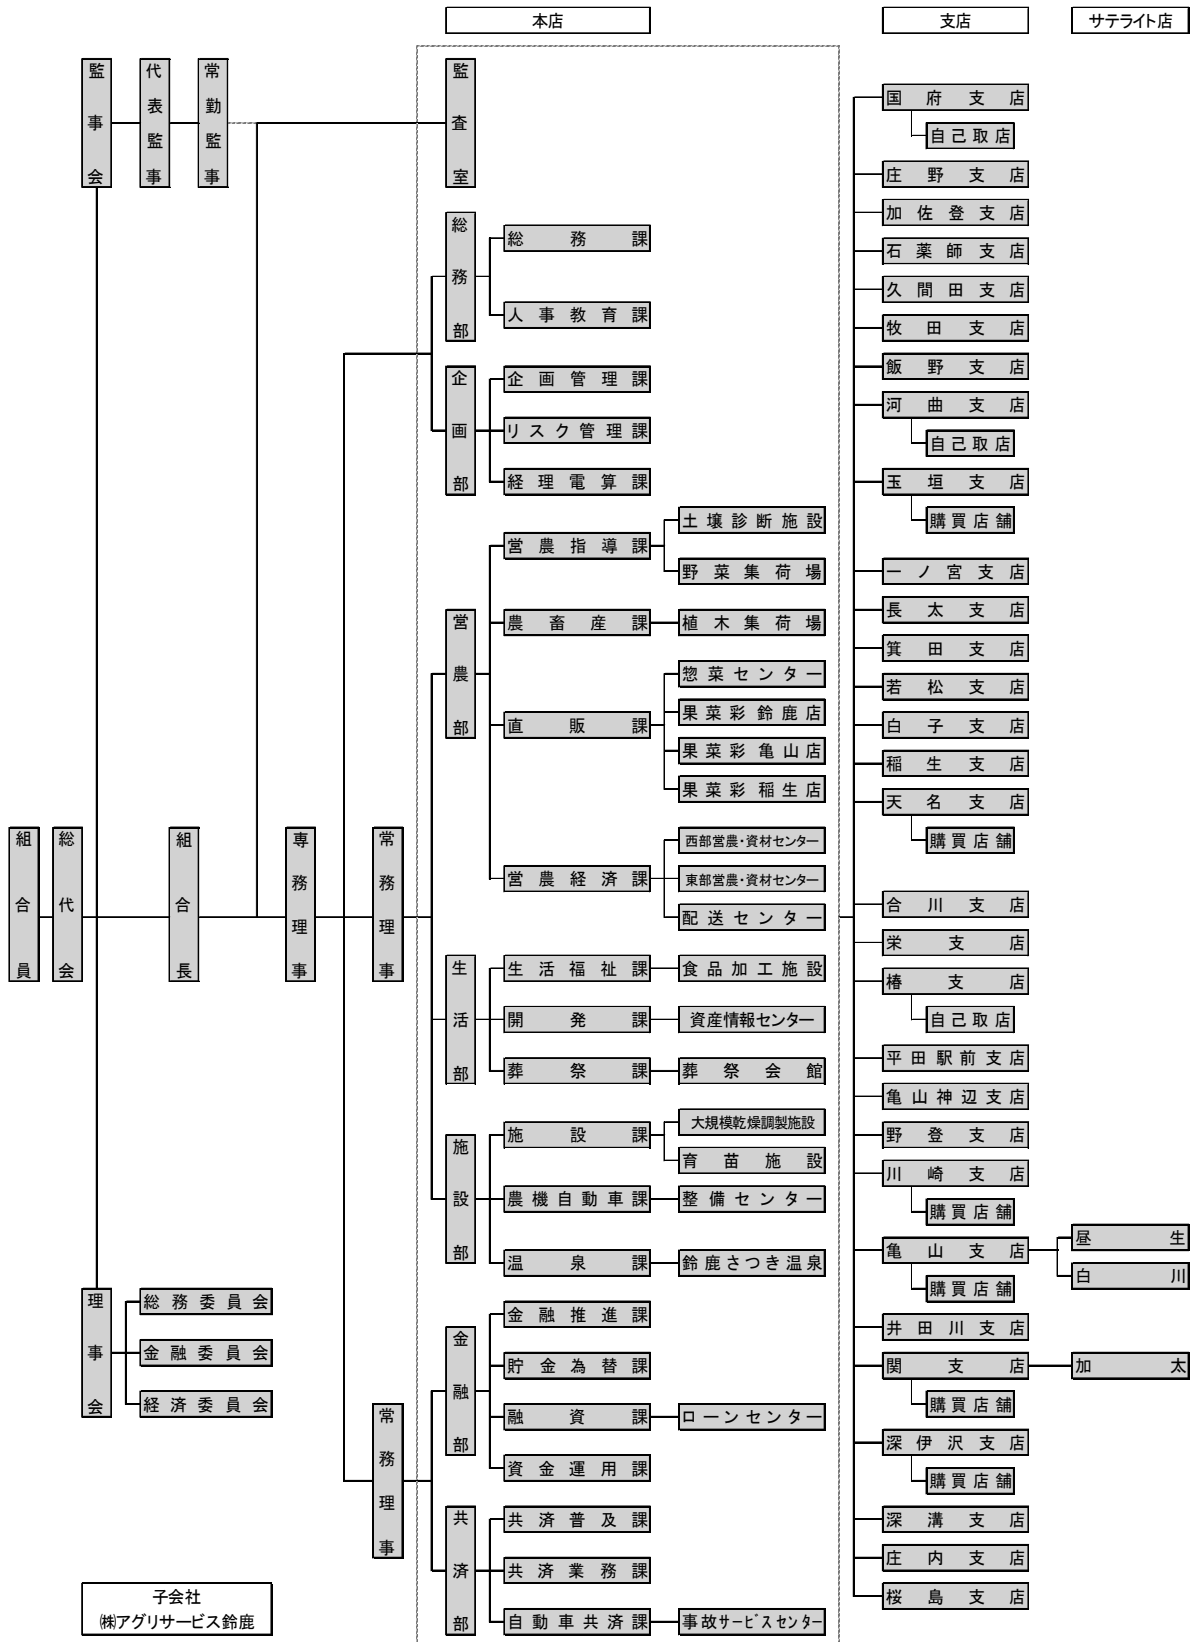 本店
支店
サテライト店
監事会
代表監事
常勤監事
組合員
総代会
組合長
専務理事
常務理事
常務理事
理事会
総務委員会
金融委員会
経済委員会
子会社
㈱アグリサービス鈴鹿
監査室
総務部
総務課
人事教育課
企画部
企画管理課
リスク管理課
経理電算課
営農部
営農指導課
土壌診断施設
野菜集荷場
農畜産課
植木集荷場
直販課
惣菜センター
果菜彩鈴鹿店
果菜彩亀山店
果菜彩稲生店
営農経済課
西部営農・資材センター
東部営農・資材センター
配送センター
生活部
生活福祉課
食品加工施設
開発課
資産情報センター
葬祭課
葬祭会館
施設部
施設課
大規模乾燥調製施設
育苗施設
農機自動車課
整備センター
温泉課
鈴鹿さつき温泉
金融部
金融推進課
貯金為替課
融資課
ローンセンター
資金運用課
共済部
共済普及課
共済業務課
自動車共済課
事故サービスセンター
国府支店
自己取店
庄野支店
加佐登支店
石薬師支店
久間田支店
牧田支店
飯野支店
河曲支店
自己取店
玉垣支店
購買店舗
一ノ宮支店
長太支店
箕田支店
若松支店
白子支店
稲生支店
天名支店
購買店舗
合川支店
栄支店
椿支店
自己取店
平田駅前支店
亀山神辺支店
野登支店
川崎支店
購買店舗
亀山支店
昼生
白川
購買店舗
井田川支店
関支店
加太
購買店舗
深伊沢支店
購買店舗
深溝支店
庄内支店
桜島支店